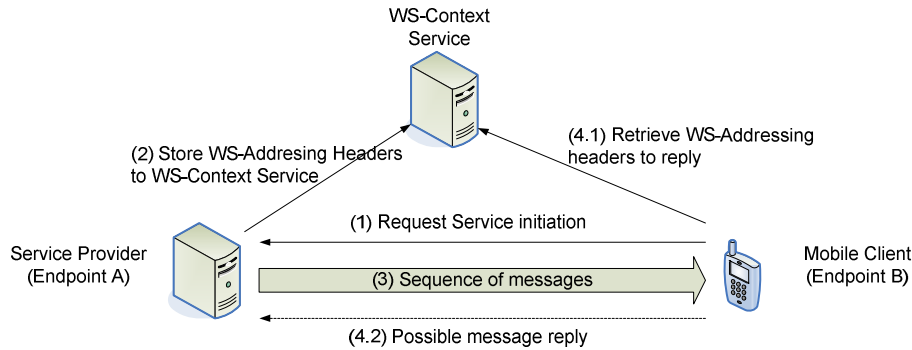 WS-Context
Service
(4.1) Retrieve WS-Addressing
headers to reply
(2) Store WS-Addresing Headers
to WS-Context Service
(1) Request Service initiation
Service Provider
(Endpoint A)
(3) Sequence of messages
Mobile Client
(Endpoint B)
(4.2) Possible message reply